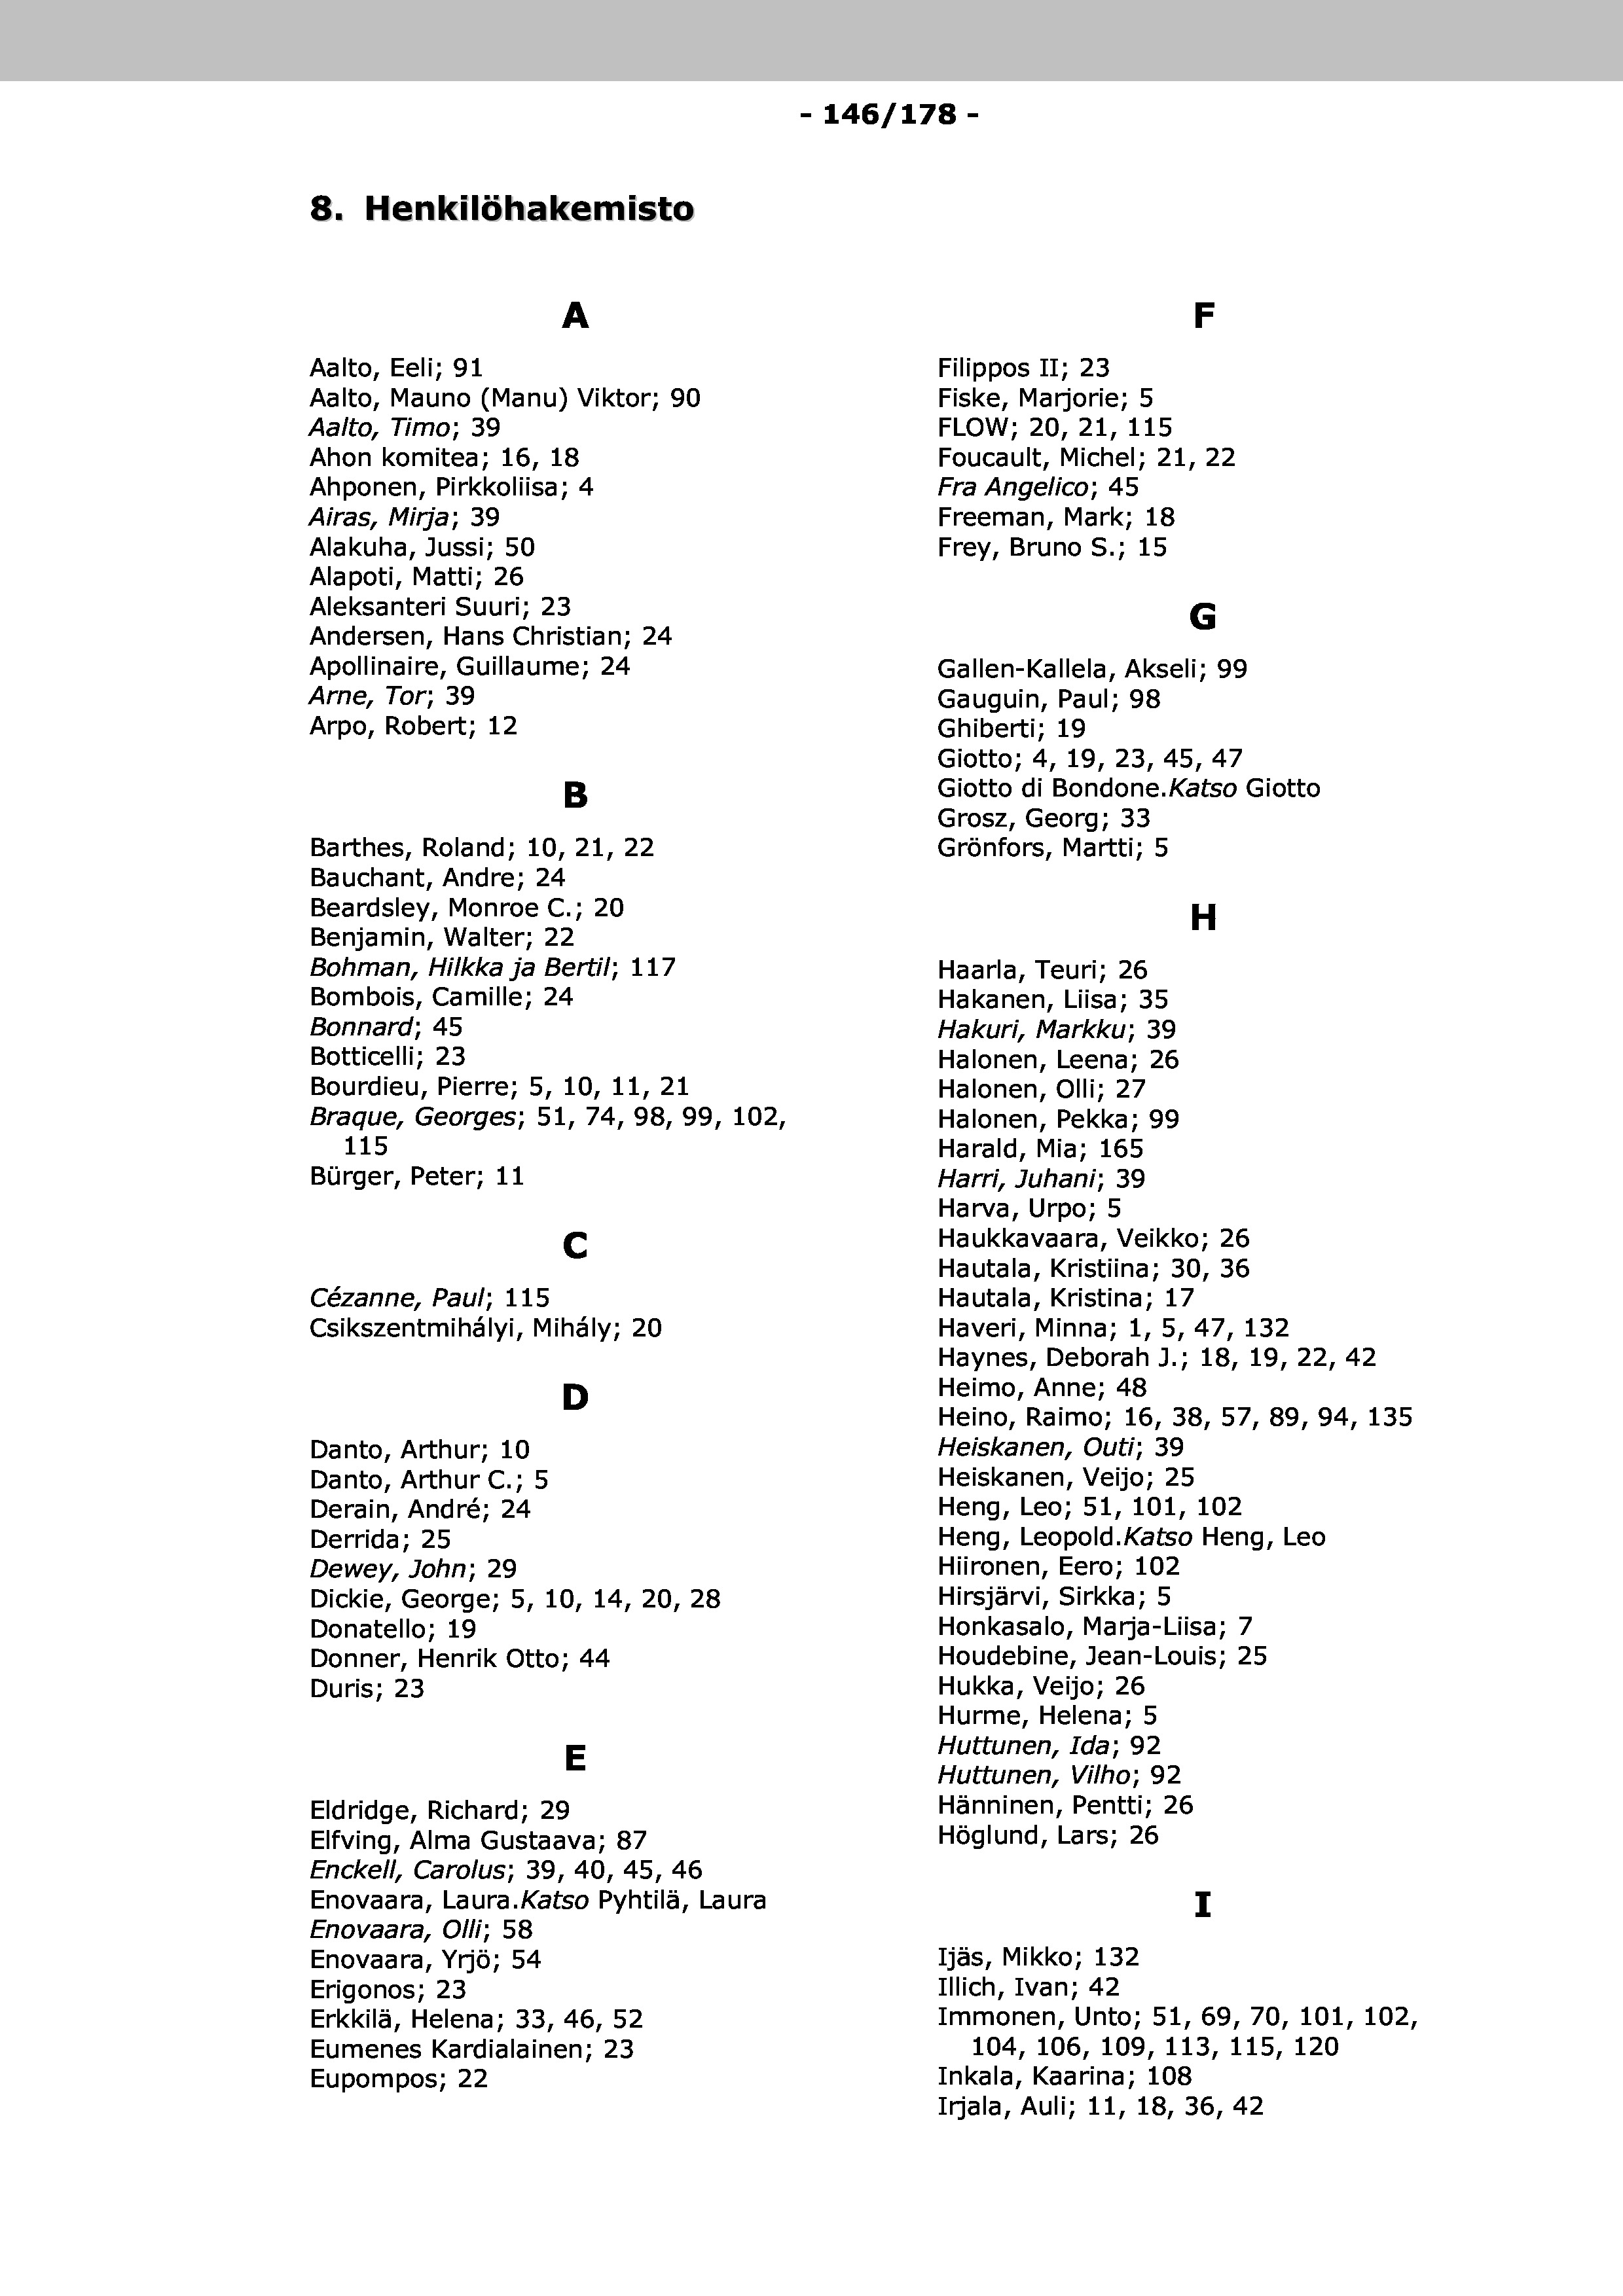 - 146/178 -
8. Henkilöhakemisto
A
Aalto, Eeli; 91
Aalto, Mauno (Manu) Viktor; 90
Aalto, Timo; 39
Ahon komitea; 16, 18
Ahponen, Pirkkoliisa; 4
Airas, Mirja; 39
Alakuha, Jussi; 50
Alapoti, Matti; 26
Aleksanteri Suuri; 23
Andersen, Hans Christian; 24
Apollinaire, Guillaume; 24
Arne, Tor; 39
Arpo, Robert; 12
B
Barthes, Roland; 10, 21, 22
Bauchant, Andre; 24
Beardsley, Monroe C.; 20
Benjamin, Walter; 22
Bohman, Hilkka ja Bertil; 117
Bombois, Camille; 24
Bonnard; 45
Botticelli; 23
Bourdieu, Pierre; 5, 10, 11, 21
Braque, Georges; 51, 74, 98, 99, 102,
115
Bürger, Peter; 11
C
Cézanne, Paul; 115
Csikszentmihályi, Mihály; 20
D
Danto, Arthur; 10
Danto, Arthur C.; 5
Derain, André; 24
Derrida; 25
Dewey, John; 29
Dickie, George; 5, 10, 14, 20, 28
Donatello; 19
Donner, Henrik Otto; 44
Duris; 23
E
Eldridge, Richard; 29
Elfving, Alma Gustaava; 87
Enckell, Carolus; 39, 40, 45, 46
Enovaara, Laura.Katso Pyhtilä, Laura
Enovaara, Olli; 58
Enovaara, Yrjö; 54
Erigonos; 23
Erkkilä, Helena; 33, 46, 52
Eumenes Kardialainen; 23
Eupompos; 22
F
Filippos II; 23
Fiske, Marjorie; 5
FLOW; 20, 21, 115
Foucault, Michel; 21, 22
Fra Angelico; 45
Freeman, Mark; 18
Frey, Bruno S.; 15
G
Gallen-Kallela, Akseli; 99
Gauguin, Paul; 98
Ghiberti; 19
Giotto; 4, 19, 23, 45, 47
Giotto di Bondone.Katso Giotto
Grosz, Georg; 33
Grönfors, Martti; 5
H
Haarla, Teuri; 26
Hakanen, Liisa; 35
Hakuri, Markku; 39
Halonen, Leena; 26
Halonen, Olli; 27
Halonen, Pekka; 99
Harald, Mia; 165
Harri, Juhani; 39
Harva, Urpo; 5
Haukkavaara, Veikko; 26
Hautala, Kristiina; 30, 36
Hautala, Kristina; 17
Haveri, Minna; 1, 5, 47, 132
Haynes, Deborah J.; 18, 19, 22, 42
Heimo, Anne; 48
Heino, Raimo; 16, 38, 57, 89, 94, 135
Heiskanen, Outi; 39
Heiskanen, Veijo; 25
Heng, Leo; 51, 101, 102
Heng, Leopold.Katso Heng, Leo
Hiironen, Eero; 102
Hirsjärvi, Sirkka; 5
Honkasalo, Marja-Liisa; 7
Houdebine, Jean-Louis; 25
Hukka, Veijo; 26
Hurme, Helena; 5
Huttunen, Ida; 92
Huttunen, Vilho; 92
Hänninen, Pentti; 26
Höglund, Lars; 26
I
Ijäs, Mikko; 132
Illich, Ivan; 42
Immonen, Unto; 51, 69, 70, 101, 102,
104, 106, 109, 113, 115, 120
Inkala, Kaarina; 108
Irjala, Auli; 11, 18, 36, 42